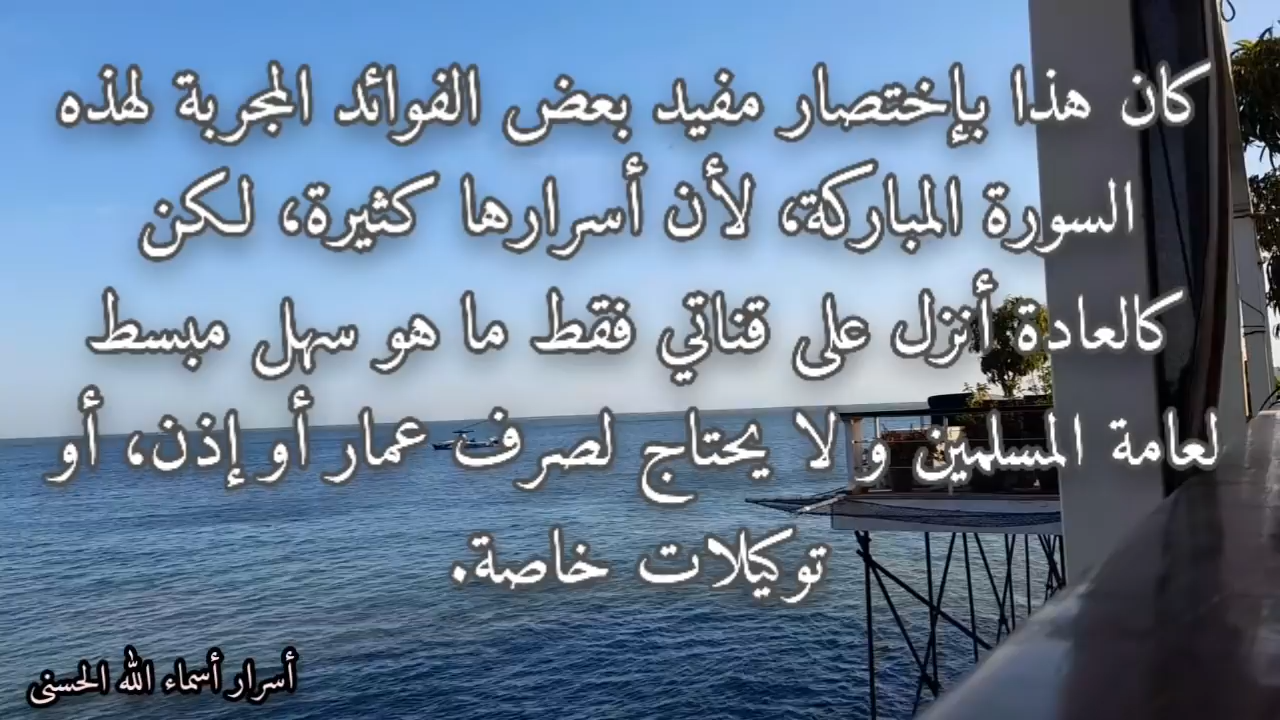 كان هذا بإختصار مفيد بعض الفوائد المجربة لهذه
السورة المباركة، لأن أسرارها كثيرة، لكن
كالعادة أنزل على قناتي فقط ما هو سهل مبسط
لعامة المسلمين و لا يحتاج لصرف عمار أو إذن، أو
توكيلات خاصة.
أسرار أسماء الله الحسنى